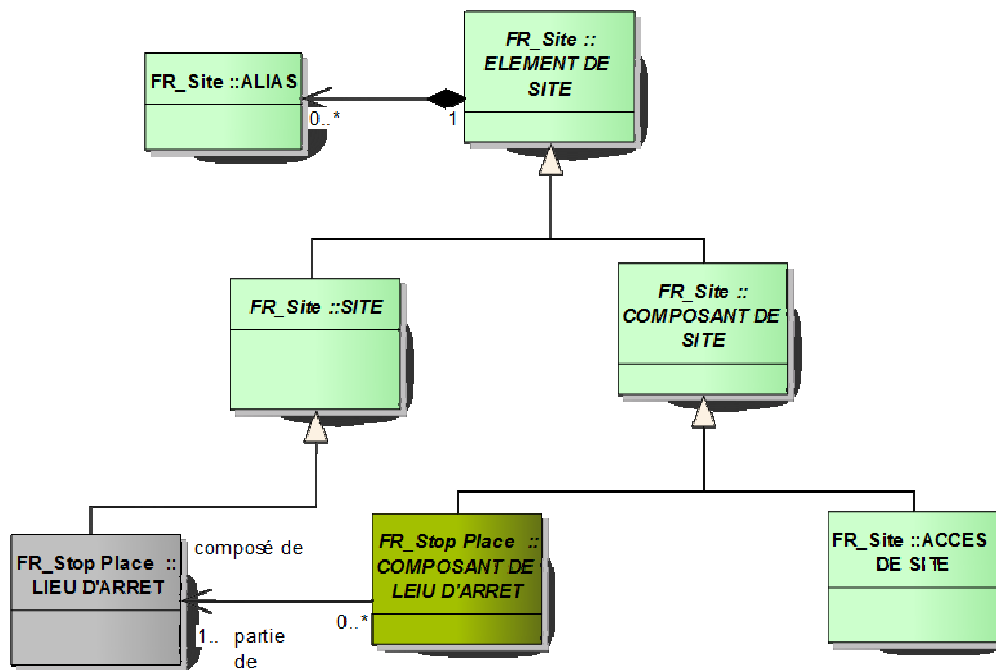 FR_Site ::
ELEMENT DE
SITE
FR_Site ::ALIAS
0..*
1
FR_Site ::SITE
FR_Site ::
COMPOSANT DE
SITE
FR_Stop Place ::
LIEU D'ARRET
composé de
FR_Stop Place ::
COMPOSANT DE
LEIU D'ARRET
FR_Site ::ACCES
DE SITE
1..
partie
de
0..*